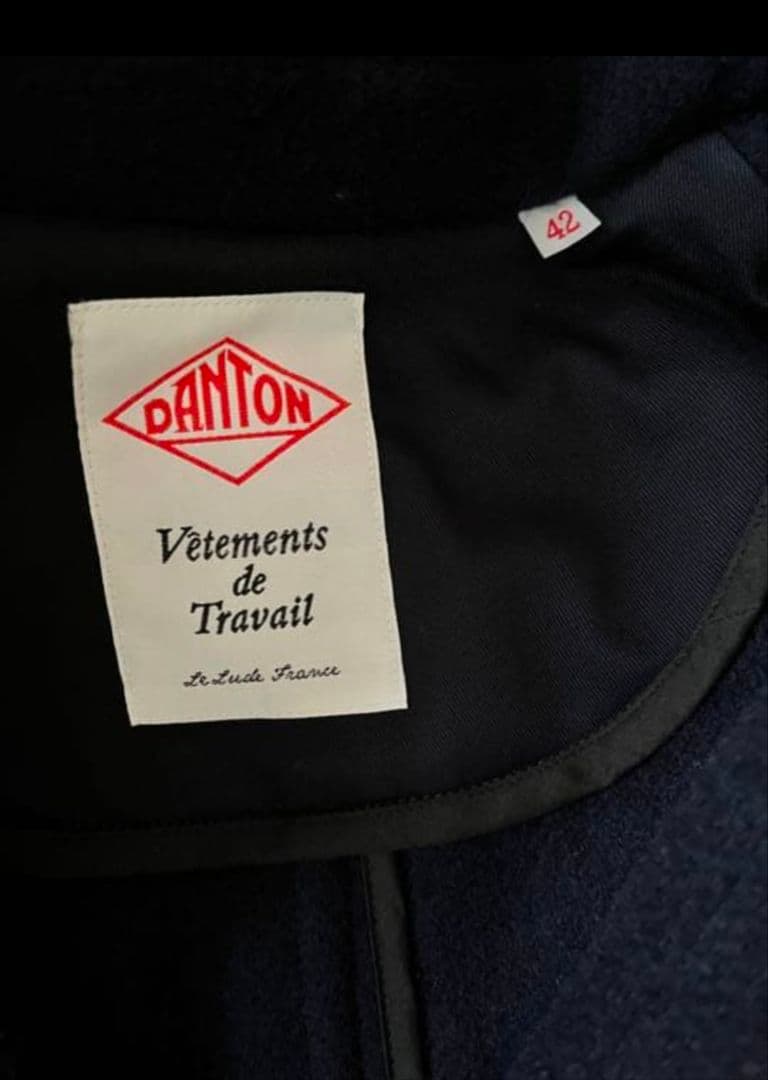 42
DANTON
Vêtements
de
Travail
Le Lude France